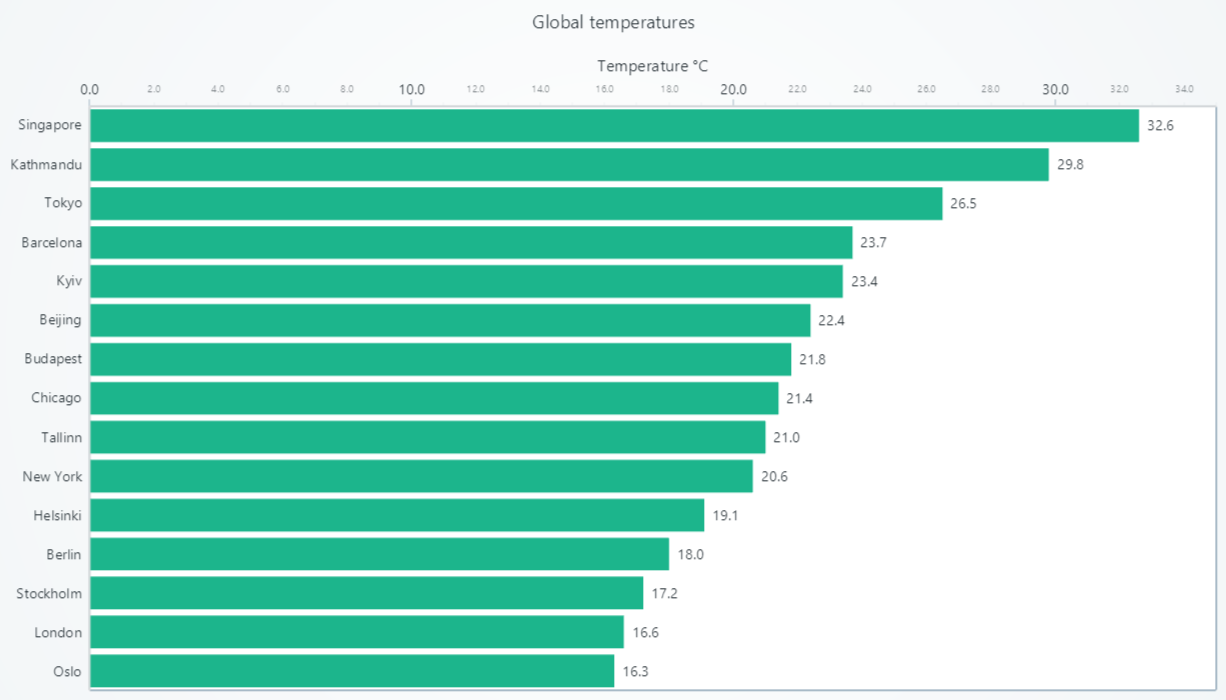 Global temperatures
Temperature °C
0.0 2.0 4.0 6.0 8.0 10.0 12.0 14.0 16.0 18.0 20.0 22.0 24.0 26.0 28.0 30.0 32.0 34.0
Singapore 32.6
Kathmandu 29.8
Tokyo 26.5
Barcelona 23.7
Kyiv 23.4
Beijing 22.4
Budapest 21.8
Chicago 21.4
Tallinn 21.0
New York 20.6
Helsinki 19.1
Berlin 18.0
Stockholm 17.2
London 16.6
Oslo 16.3